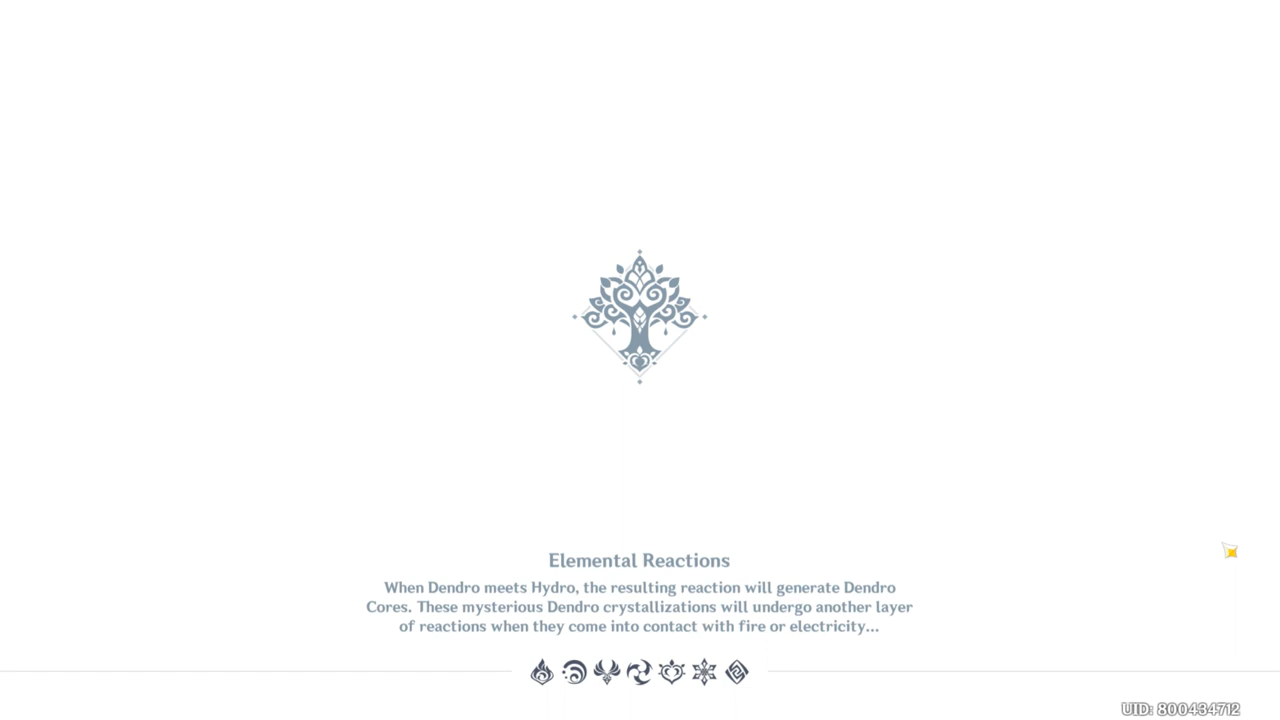 Elemental Reactions
When Dendro meets Hydro, the resulting reaction will generate Dendro
Cores. These mysterious Dendro crystallizations will undergo another layer
of reactions when they come into contact with fire or electricity...
UID: 800434712